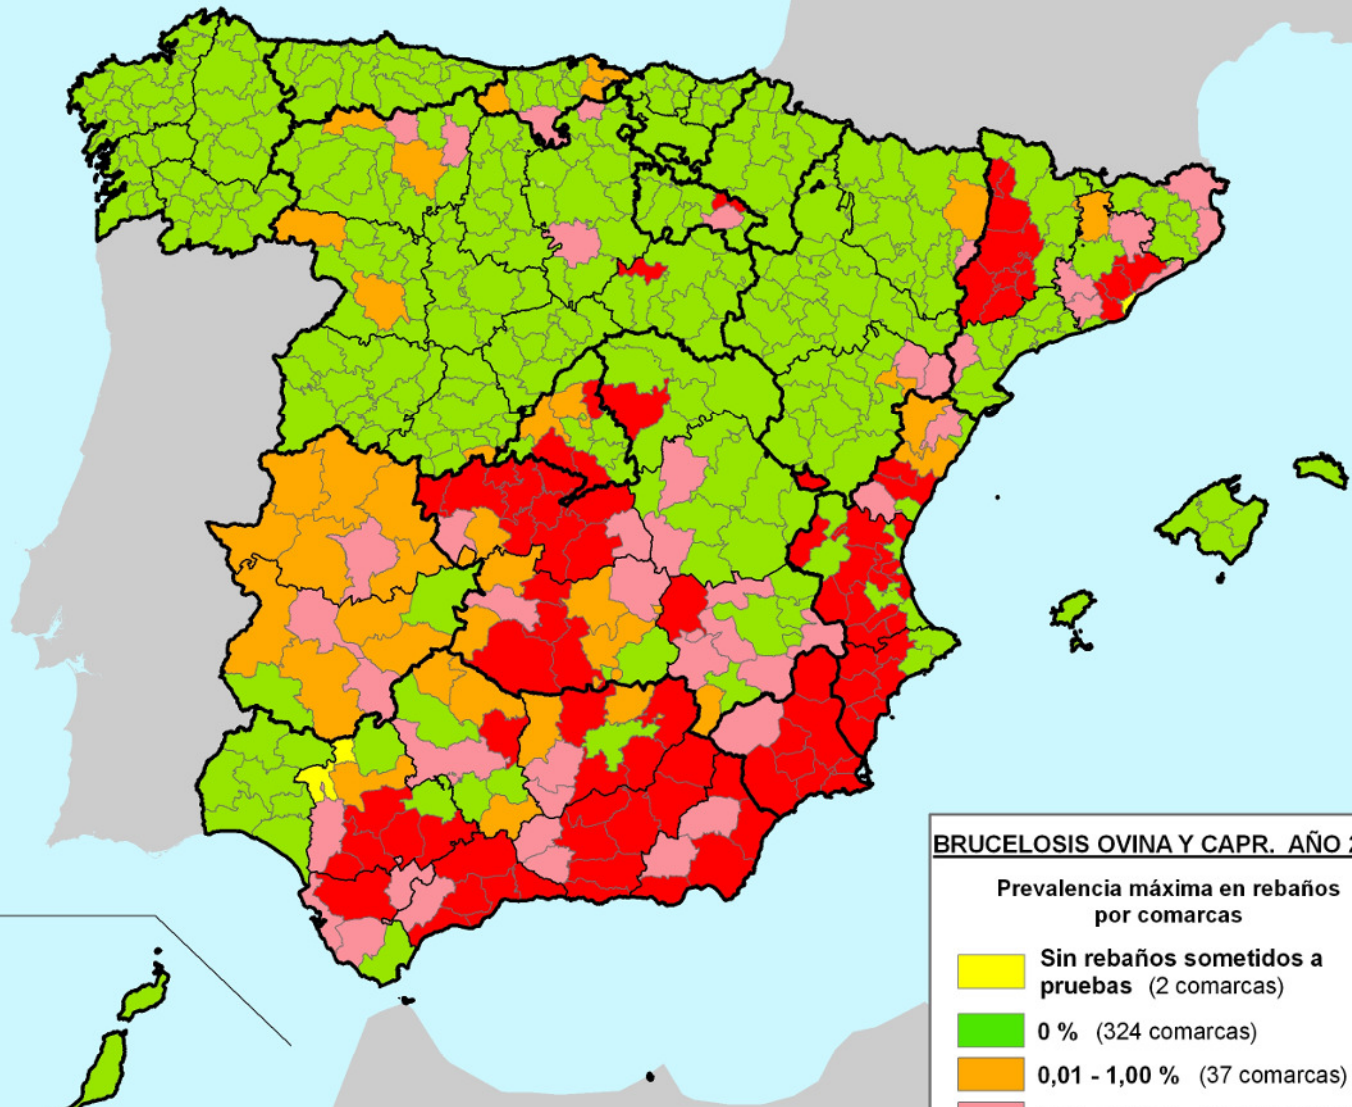 BRUCELOSIS OVINA Y CAPR. AÑO
Prevalencia máxima en rebaños
por comarcas
Sin rebaños sometidos a
pruebas (2 comarcas)
0 % (324 comarcas)
0,01 - 1,00 % (37 comarcas)